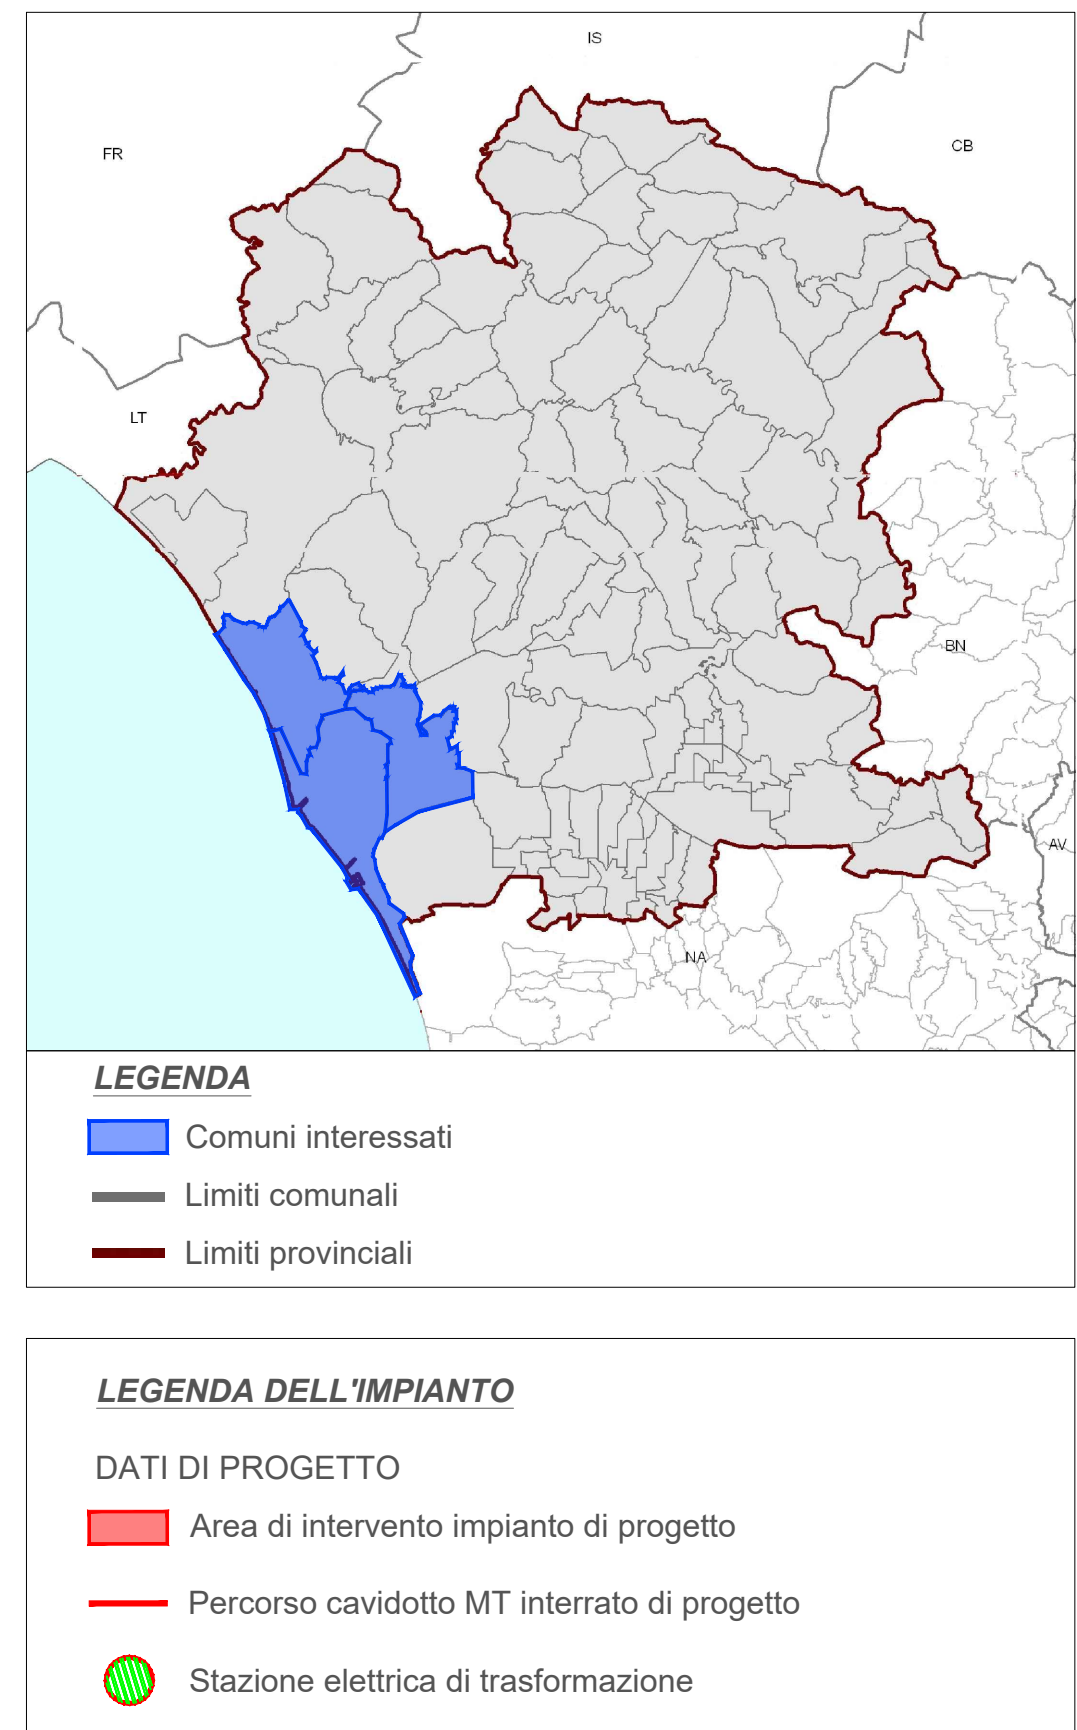 IS
FR
CB
LT
BN
AV
NA
LEGENDA
Comuni interessati
Limiti comunali
Limiti provinciali
LEGENDA DELL'IMPIANTO
DATI DI PROGETTO
Area di intervento impianto di progetto
Percorso cavidotto MT interrato di progetto
Stazione elettrica di trasformazione